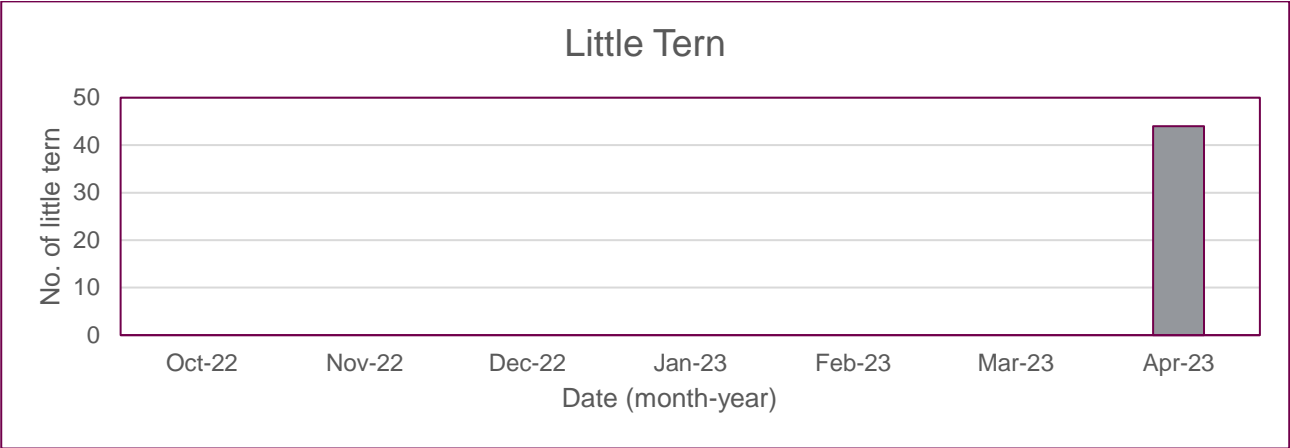 Little Tern
No. of little tern
50
40
30
20
10
0
Oct-22 Nov-22 Dec-22 Jan-23 Feb-23 Mar-23 Apr-23
Date (month-year)